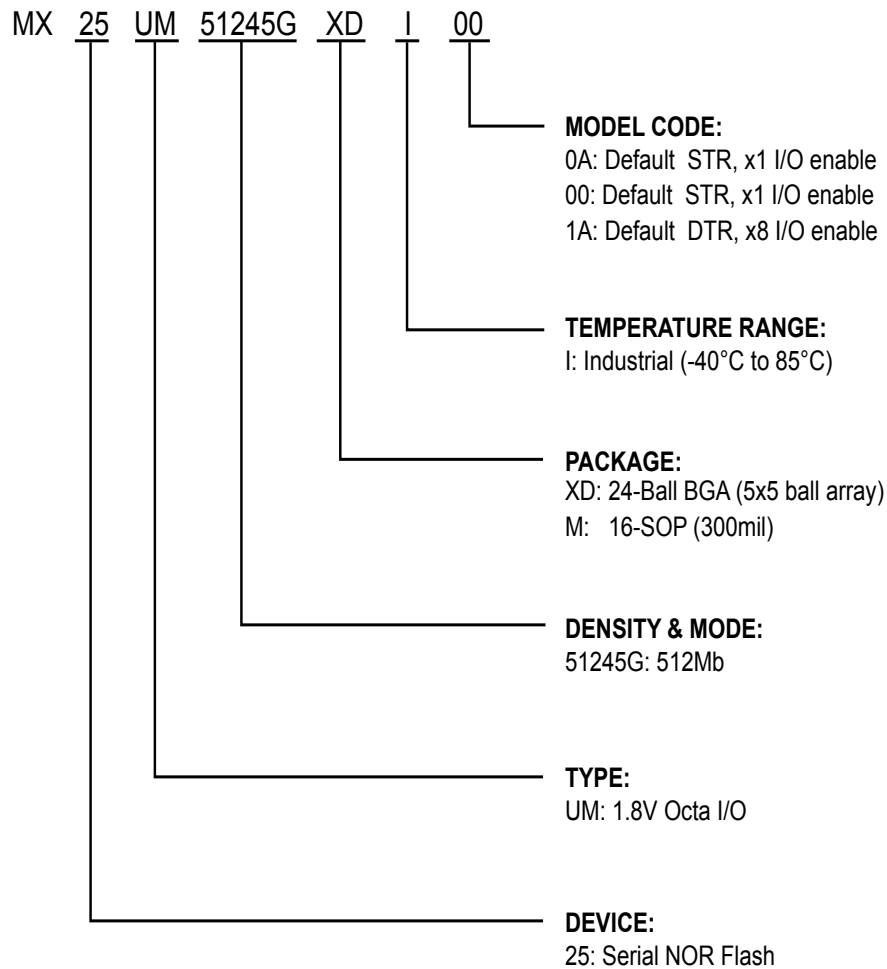 MX 25 UM 51245G XD I 00
MODEL CODE:
0A: Default STR, x1 I/O enable
00: Default STR, x1 I/O enable
1A: Default DTR, x8 I/O enable
TEMPERATURE RANGE:
I: Industrial (-40°C to 85°C)
PACKAGE:
XD: 24-Ball BGA (5x5 ball array)
M: 16-SOP (300mil)
DENSITY & MODE:
51245G: 512Mb
TYPE:
UM: 1.8V Octa I/O
DEVICE:
25: Serial NOR Flash